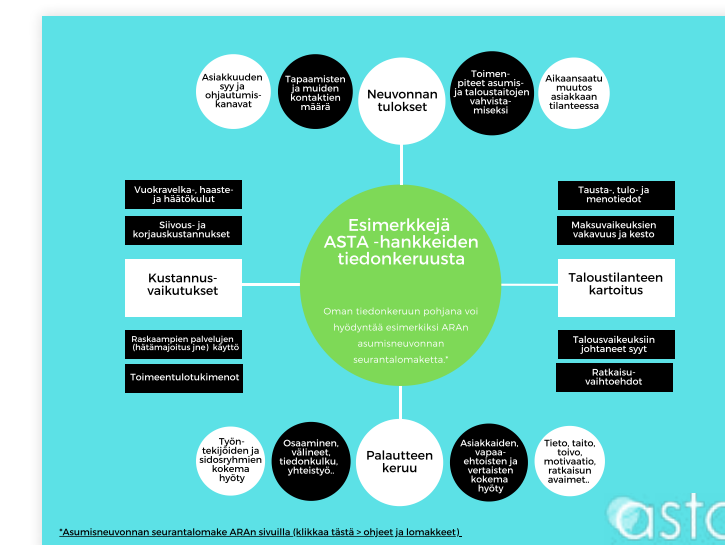 Asiakkuuden
syy ja
ohjautumis-
kanavat
Tapaamisten
ja muiden
kontaktien
määrä
Neuvonnan
tulokset
Toimen-
piteet asumis-
ja taloustaitojen
vahvista-
miseksi
Aikaansaatu
muutos
asiakkaan
tilanteessa
Vuokravelka-, haaste-
ja häätökulut
Siivous- ja
korjauskustannukset
Kustannus-
vaikutukset
Raskaampien palvelujen
(hätämajoitus jne) käyttö
Toimeentulotukimenot
Esimerkkejä
ASTA -hankkeiden
tiedonkeruusta
Oman tiedonkeruun pohjana voi
hyödyntää esimerkiksi ARAn
asumisneuvonnan
seurantalomaketta.*
Tausta-, tulo- ja
menotiedot
Maksuvaikeuksien
vakavuus ja kesto
Taloustilanteen
kartoitus
Talousvaikeuksiin
johtaneet syyt
Ratkaisu-
vaihtoehdot
Työn-
tekijöiden ja
sidosryhmien
kokema
hyöty
Osaaminen,
välineet,
tiedonkulku,
yhteistyö..
Palautteen
keruu
Asiakkaiden,
vapaa-
ehtoisten ja
vertaisten
kokema
hyöty
Tieto, taito,
toivo,
motivaatio,
ratkaisun
avaimet..
*Asumisneuvonnan seurantalomake ARAn sivuilla (klikkaa tästä > ohjeet ja lomakkeet)
asta